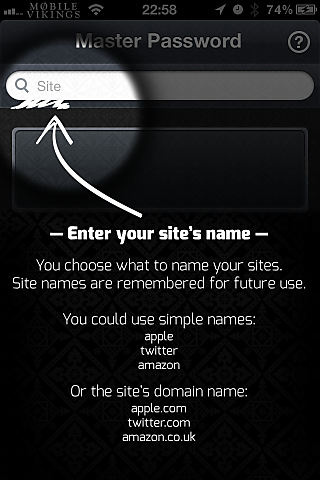 MOBILE
VIKINGS
22:58
74%
Master Password
?
Site
— Enter your site's name —
You choose what to name your sites.
Site names are remembered for future use.
You could use simple names:
apple
twitter
amazon
Or the site's domain name:
apple.com
twitter.com
amazon.co.uk